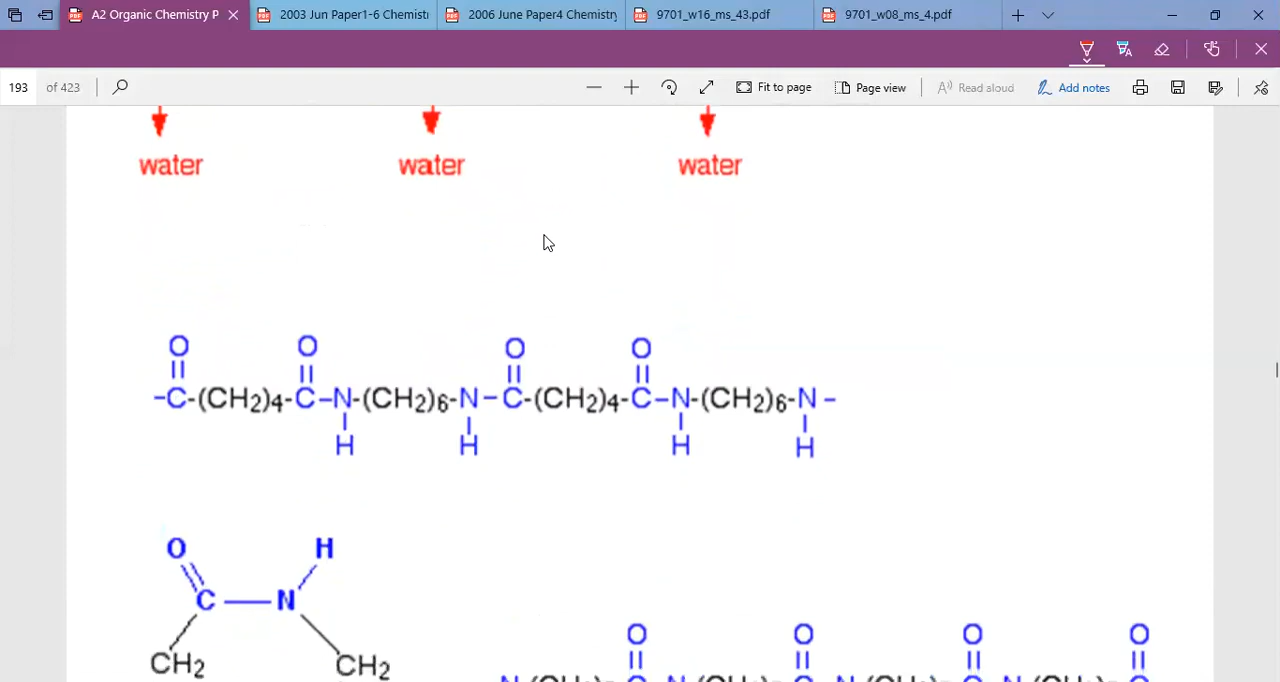 A2 Organic Chemistry P
2003 Jun Paper1-6 Chemistr
2006 June Paper4 Chemistry
9701_w16_ms_43.pdf
9701_w08_ms_4.pdf
193 of 423
Fit to page
Page view
Read aloud
Add notes
water water water
O O O O
-C-(CH2)4-C-N-(CH2)6-N-C-(CH2)4-C-N-(CH2)6-N-
H H H H
O H
C N
O O O O
CH2 CH2